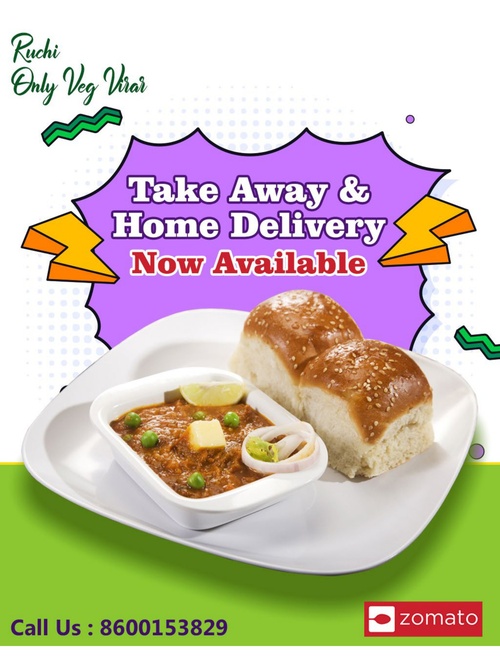 Ruchi
Only Veg Virar
Take Away &
Home Delivery
Now Available
Call Us : 8600153829
zomato